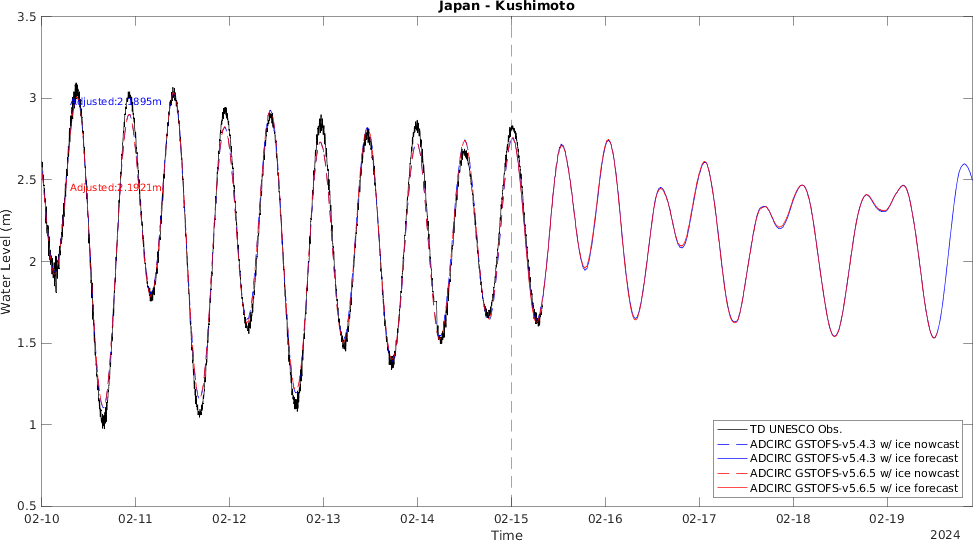 Japan - Kushimoto
3.5
3
2.5
2
1.5
1
0.5
Water Level (m)
Adjusted:2.1895m
Adjusted:2.1921m
TD UNESCO Obs.
ADCIRC GSTOFS-v5.4.3 w/ ice nowcast
ADCIRC GSTOFS-v5.4.3 w/ ice forecast
ADCIRC GSTOFS-v5.6.5 w/ ice nowcast
ADCIRC GSTOFS-v5.6.5 w/ ice forecast
02-10 02-11 02-12 02-13 02-14 02-15 02-16 02-17 02-18 02-19
Time
2024